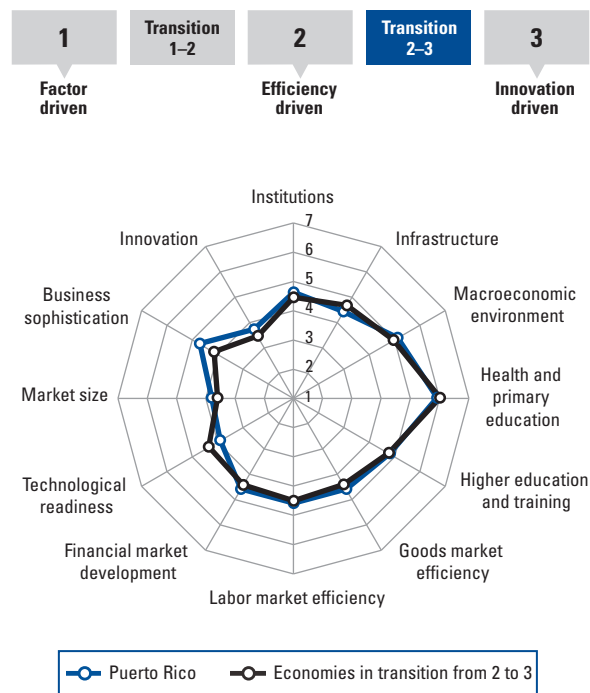 1
Transition
1–2
2
Transition
2–3
3
Factor
driven
Efficiency
driven
Innovation
driven
Institutions
7
Innovation
Infrastructure
6
Business
sophistication
5
Macroeconomic
environment
4
3
2
Market size
1
Health and
primary
education
Technological
readiness
Higher education
and training
Financial market
development
Goods market
efficiency
Labor market efficiency
Puerto Rico
Economies in transition from 2 to 3